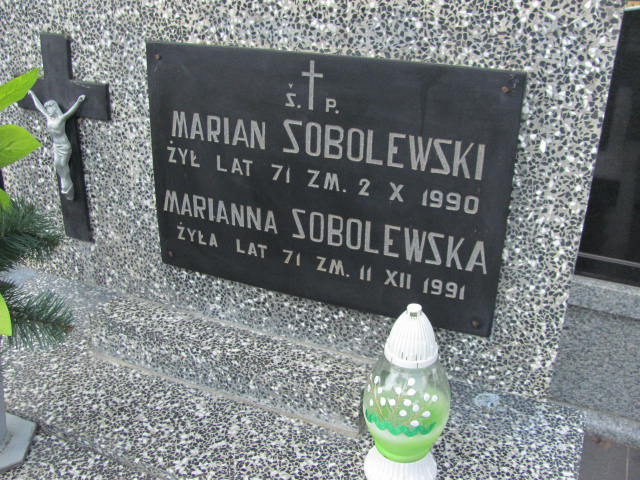 Ś. P.
MARIAN SOBOLEWSKI
ŻYŁ LAT 71 ZM. 2 X 1990
MARIANNA SOBOLEWSKA
ŻYŁA LAT 71 ZM. 11 XII 1991